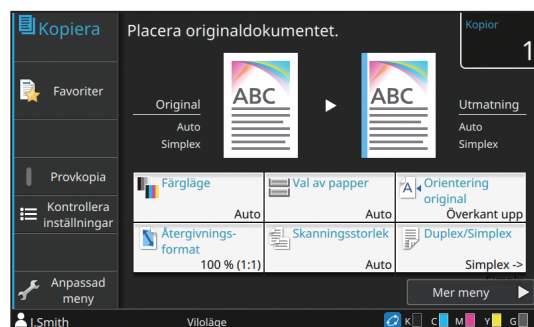 Kopiera
Placera originaldokumentet.
Kopior
1
Favoriter
Original
Auto
Simplex
ABC
ABC
Utmatning
Auto
Simplex
Provkopia
Kontrollera
inställningar
Anpassad
meny
Färgläge
Auto
Val av papper
Auto
A
Orientering
original
Överkant upp
Återgivnings-
format
100 % (1:1)
Skanningsstorlek
Auto
Duplex/Simplex
Simplex ->
Mer meny
J.Smith
Viloläge
K C M Y G